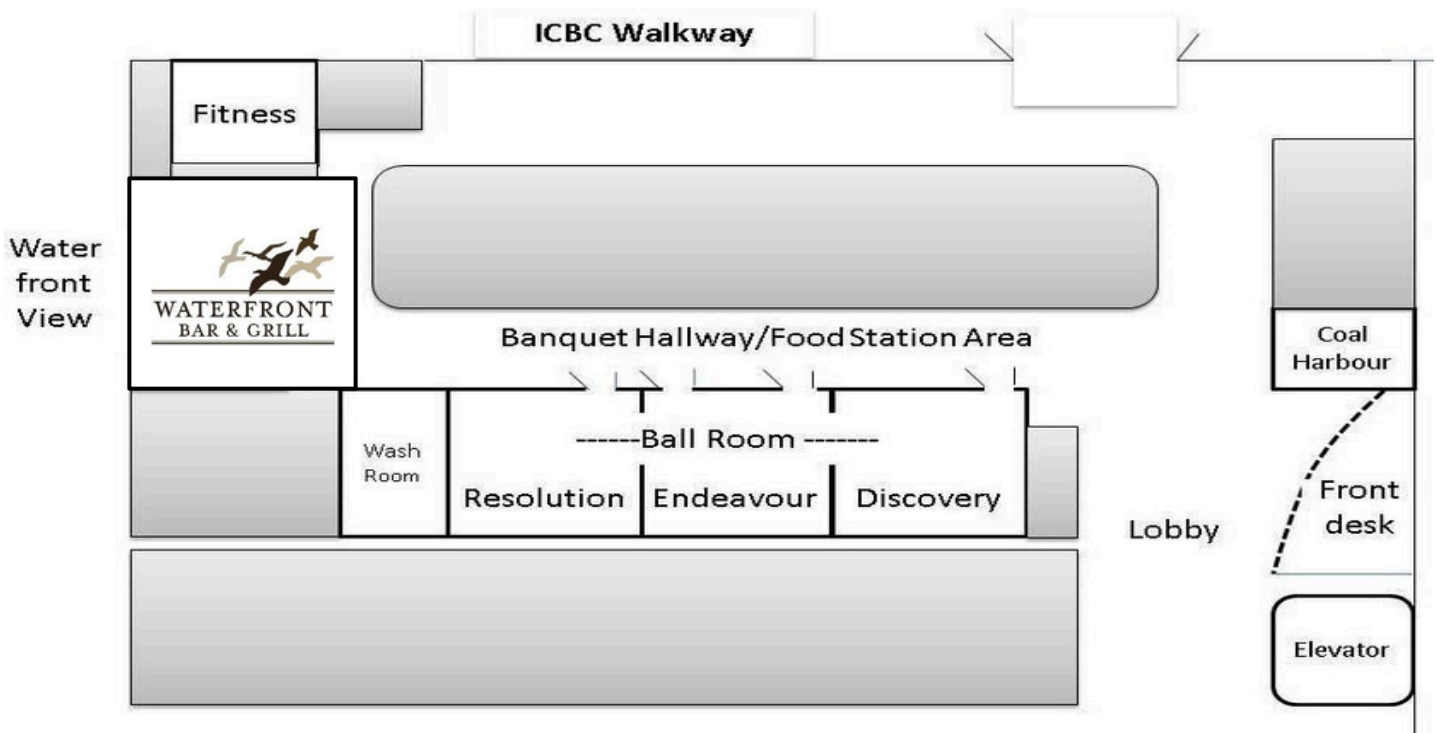 ICBC Walkway
Fitness
Water
front
View
WATERFRONT
BAR & GRILL
Banquet Hallway/Food Station Area
Coal
Harbour
Wash
Room
------Ball Room -------
Resolution
Endeavour
Discovery
Lobby
Front
desk
Elevator